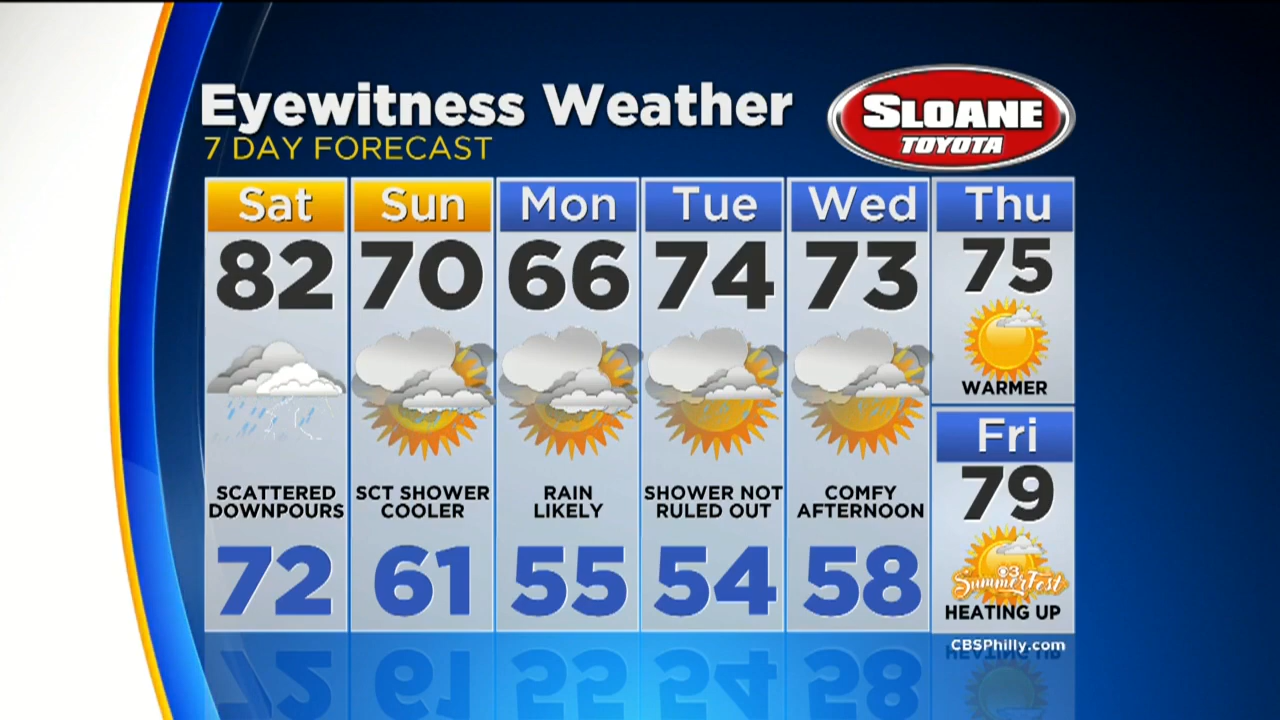 Eyewitness Weather
7 DAY FORECAST
SLOANE
TOYOTA
Sat
82
SCATTERED
DOWNPOURS
72
Sun
70
SCT SHOWER
COOLER
61
Mon
66
RAIN
LIKELY
55
Tue
74
SHOWER NOT
RULED OUT
54
Wed
73
COMFY
AFTERNOON
58
Thu
75
WARMER
Fri
79
3
SummerFest
HEATING UP
CBSPhilly.com